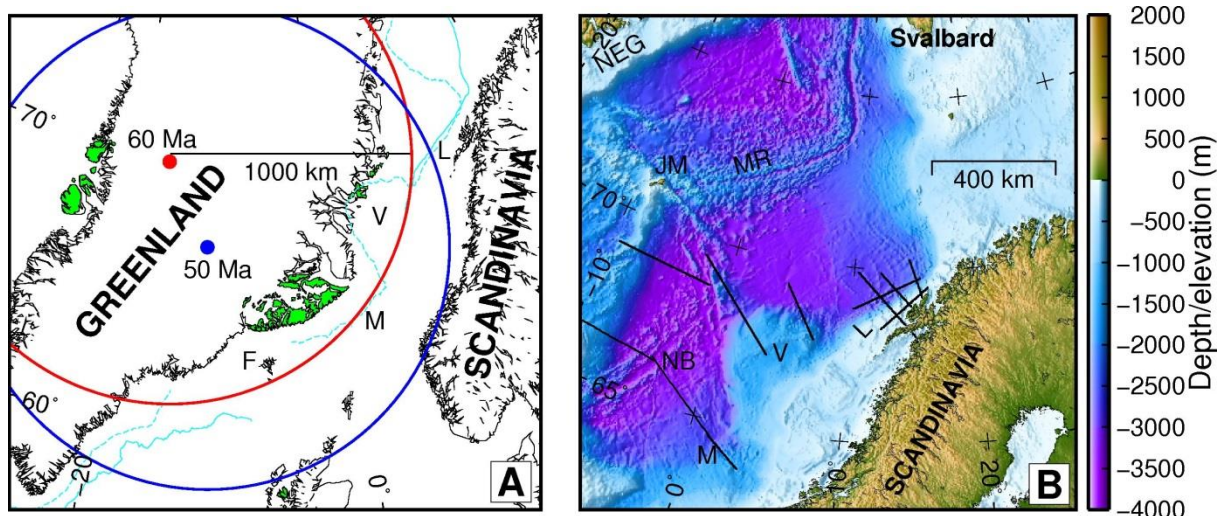 70°
60 Ma
1000 km
L
GREENLAND
V
50 Ma
SCANDINAVIA
M
F
60°
-20°
0°
A
20°
NEG
Svalbard
JM
MR
400 km
70°
-10°
L
V
NB
65°
M
SCANDINAVIA
0°
10°
20°
B
2000
1500
1000
500
0
-500
-1000
-1500
-2000
-2500
-3000
-3500
-4000
Depth/elevation (m)